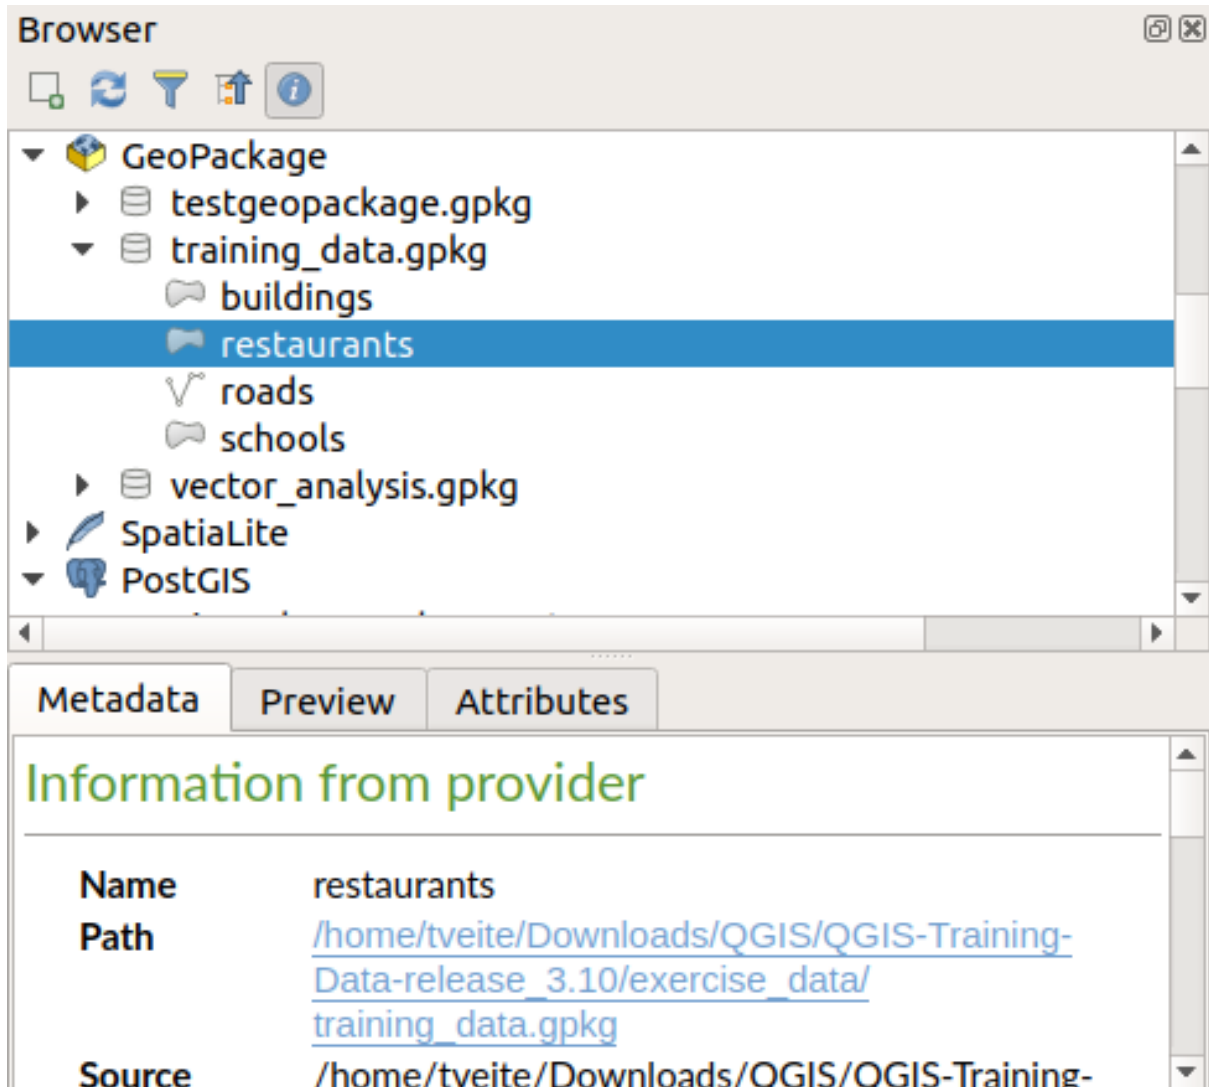 Browser
GeoPackage
testgeopackage.gpkg
training_data.gpkg
buildings
restaurants
roads
schools
vector_analysis.gpkg
SpatiaLite
PostGIS
Metadata Preview Attributes
Information from provider
Name restaurants
Path /home/tveite/Downloads/QGIS/QGIS-Training-
Data-release_3.10/exercise_data/
training_data.gpkg
Source /home/tveite/Downloads/QGIS/QGIS-Training-